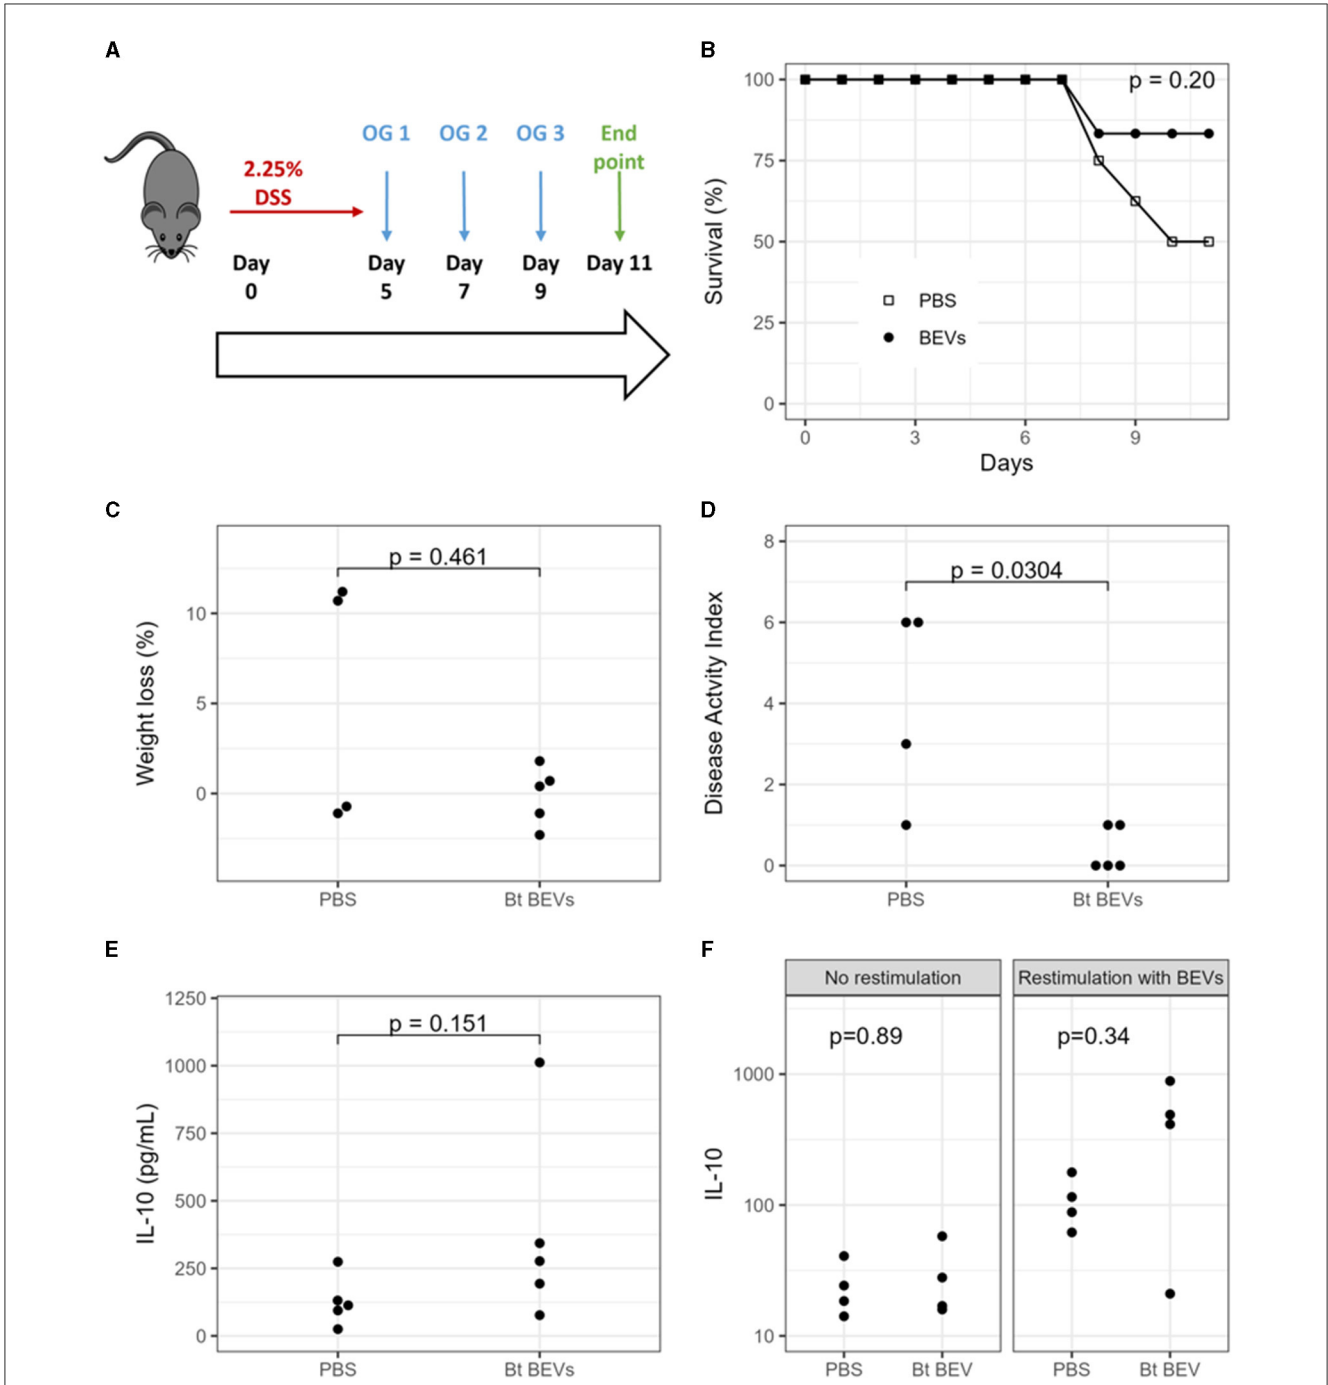 A
2.25%
DSS
OG 1
OG 2
OG 3
End
point
Day
0
Day
5
Day
7
Day
9
Day 11
B
p = 0.20
100
75
50
25
0
Survival (%)
PBS
BEVs
0
3
6
9
Days
C
p = 0.461
10
5
0
Weight loss (%)
PBS
Bt BEVs
D
p = 0.0304
8
6
4
2
0
Disease Actvity Index
PBS
Bt BEVs
E
p = 0.151
1250
1000
750
500
250
0
IL-10 (pg/mL)
PBS
Bt BEVs
F
No restimulation
Restimulation with BEVs
p=0.89
p=0.34
1000
100
10
IL-10
PBS
Bt BEV
PBS
Bt BEV